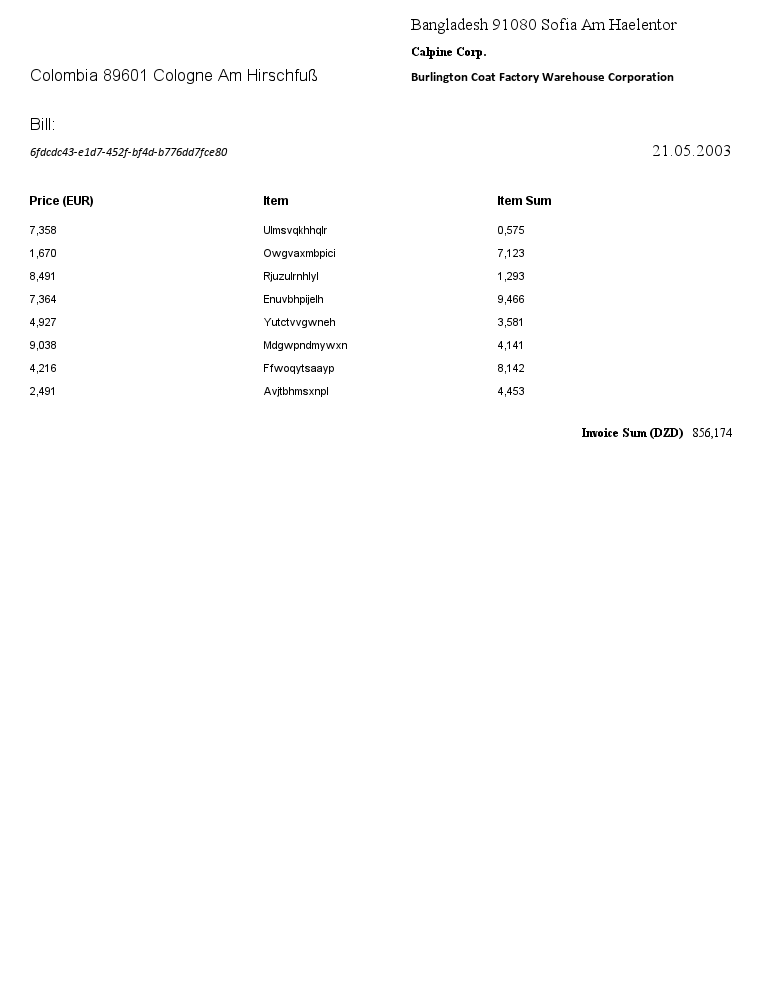 Bangladesh 91080 Sofia Am Haelentor
Calpine Corp.
Colombia 89601 Cologne Am Hirschfuß
Burlington Coat Factory Warehouse Corporation
Bill:
6fdcdc43-e1d7-452f-bf4d-b776dd7fce80
21.05.2003
Price (EUR) Item Item Sum
7,358 Ulmsvqkhhqlr 0,575
1,670 Owgvaxmbpici 7,123
8,491 Rjuzulrnhlyl 1,293
7,364 Enuvbhpijelh 9,466
4,927 Yutctvvgwneh 3,581
9,038 Mdgwpndmywxn 4,141
4,216 Ffwoqytsaayp 8,142
2,491 Avjtbhmsxnpl 4,453
Invoice Sum (DZD) 856,174